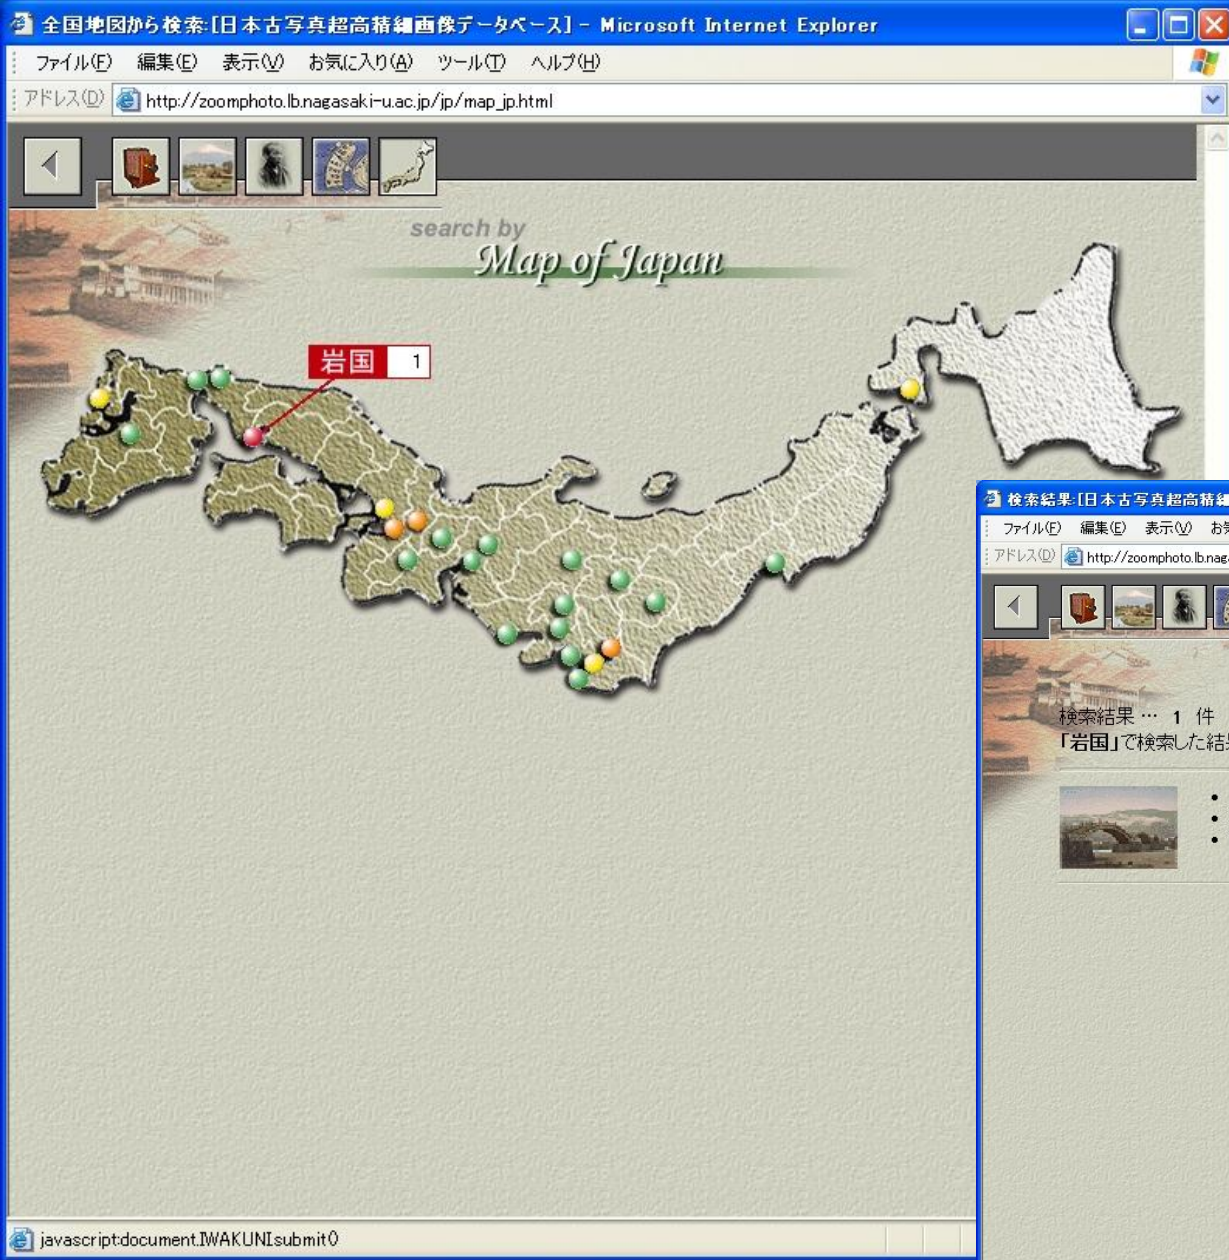 全国地図から検索:[日本古写真超高精細画像データベース] - Microsoft Internet Explorer
ファイル(F) 編集(E) 表示(V) お気に入り(A) ツール(T) ヘルプ(H)
アドレス(D) http://zoomphoto.lb.nagasaki-u.ac.jp/jp/map_jp.html
search by
Map of Japan
岩国 1
javascript:document.IWAKUNI.submit()
検索結果:[日本古写真超高精細
ファイル(F) 編集(E) 表示(V) お気
アドレス(D) http://zoomphoto.lb.naga
検索結果 … 1 件
「岩国」で検索した結果